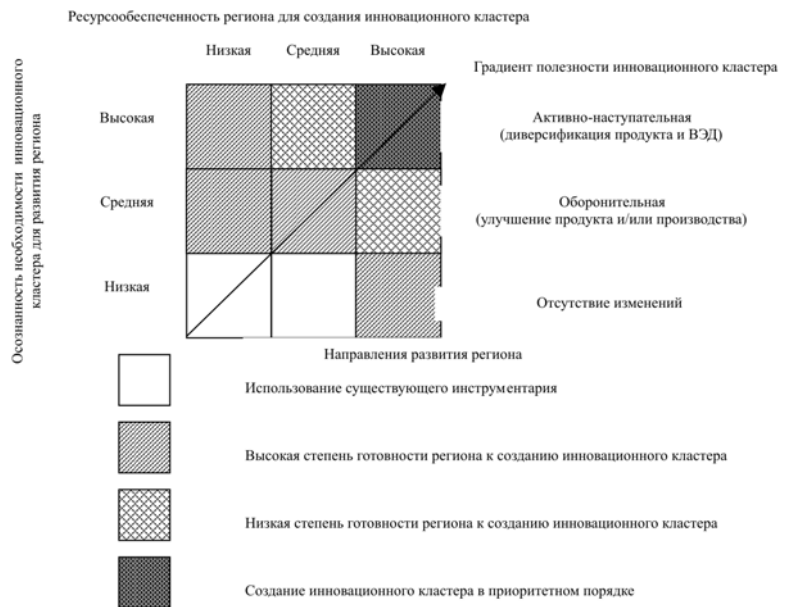 Ресурсообеспеченность региона для создания инновационного кластера
Низкая Средняя Высокая
Градиент полезности инновационного кластера
Осознанность необходимости инновационного
кластера для развития региона
Высокая
Активно-наступательная
(диверсификация продукта и ВЭД)
Средняя
Оборонительная
(улучшение продукта и/или производства)
Низкая
Отсутствие изменений
Направления развития региона
Использование существующего инструментария
Высокая степень готовности региона к созданию инновационного кластера
Низкая степень готовности региона к созданию инновационного кластера
Создание инновационного кластера в приоритетном порядке